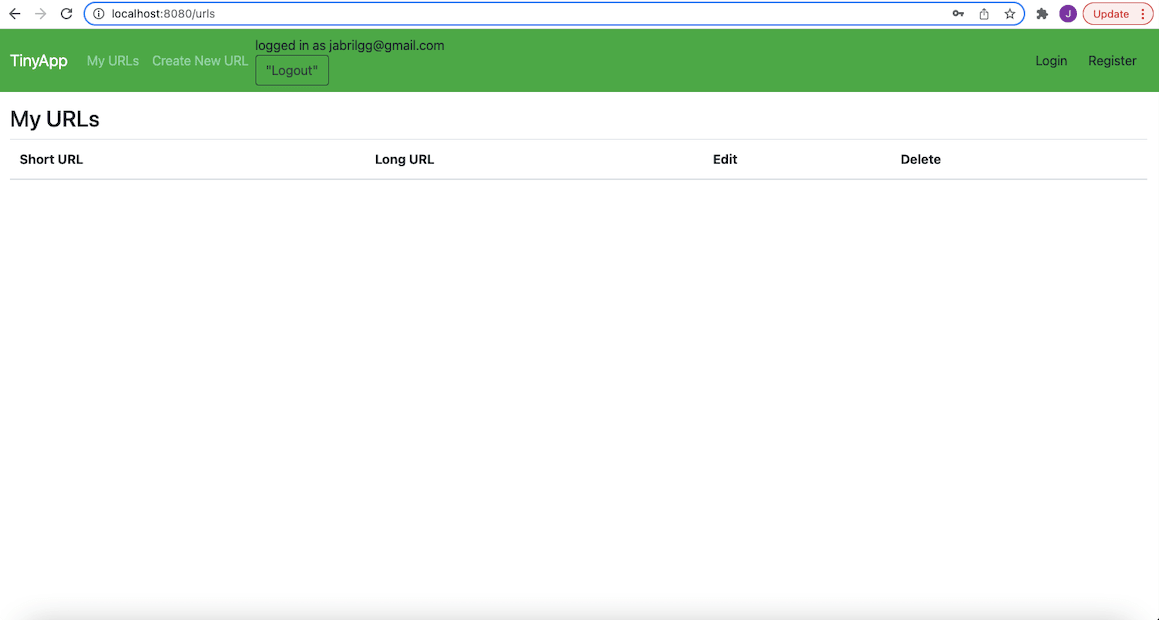 localhost:8080/urls
J
Update
TinyApp
My URLs
Create New URL
logged in as jabrilgg@gmail.com
"Logout"
Login
Register
My URLs
Short URL
Long URL
Edit
Delete